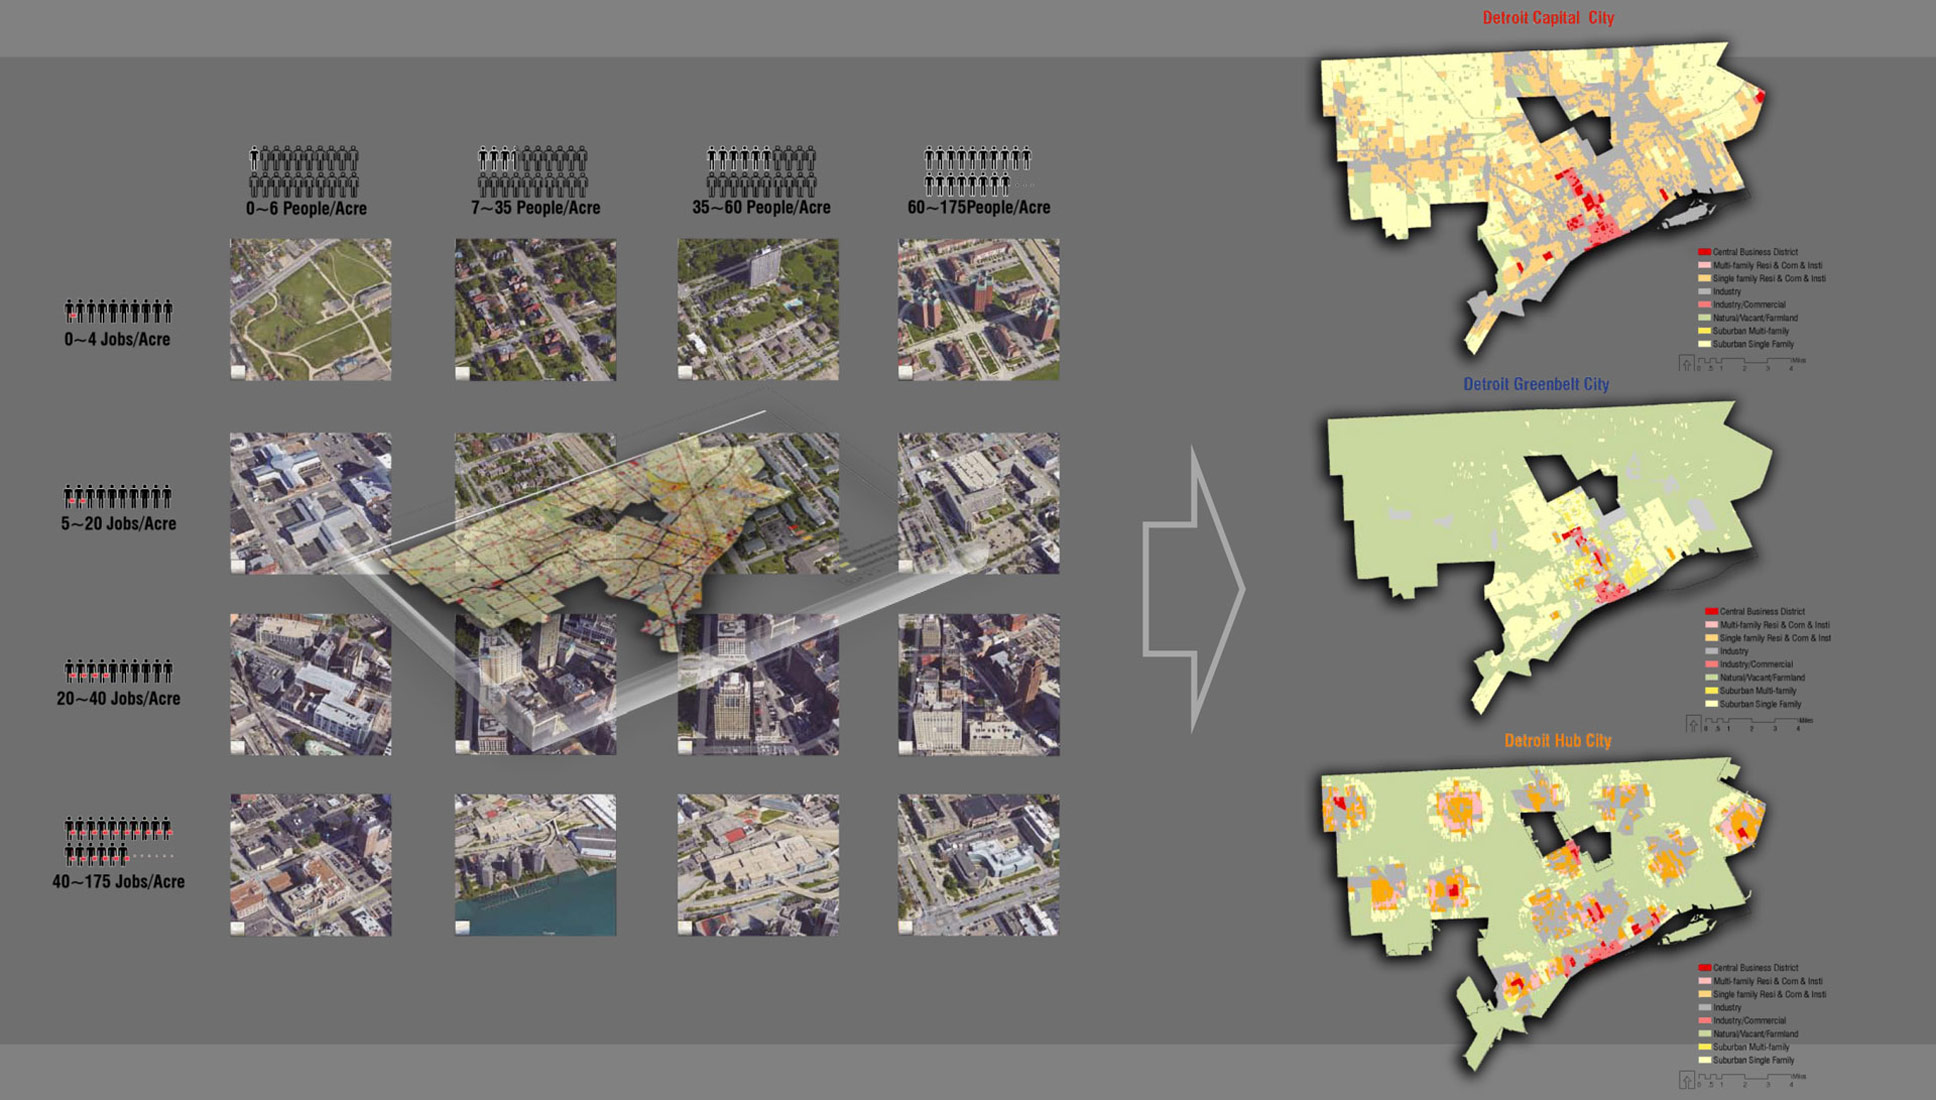 Detroit Capital City
0~6 People/Acre
7~35 People/Acre
35~60 People/Acre
60~175People/Acre
0~4 Jobs/Acre
5~20 Jobs/Acre
20~40 Jobs/Acre
40~175 Jobs/Acre
Central Business District
Multi-family Resi & Com & Insti
Single family Resi & Com & Insti
Industry
Industry/Commercial
Natural/Vacant/Farmland
Suburban Multi-family
Suburban Single Family
Miles
0 .5 1 2 3 4
Detroit Greenbelt City
Central Business District
Multi-family Resi & Com & Insti
Single family Resi & Com & Inst
Industry
Industry/Commercial
Natural/Vacant/Farmland
Suburban Multi-family
Suburban Single Family
Miles
0 .5 1 2 3 4
Detroit Hub City
Central Business District
Multi-family Resi & Com & Insti
Single family Resi & Com & Insti
Industry
Industry/Commercial
Natural/Vacant/Farmland
Suburban Multi-family
Suburban Single Family
Miles
0 .5 1 2 3 4